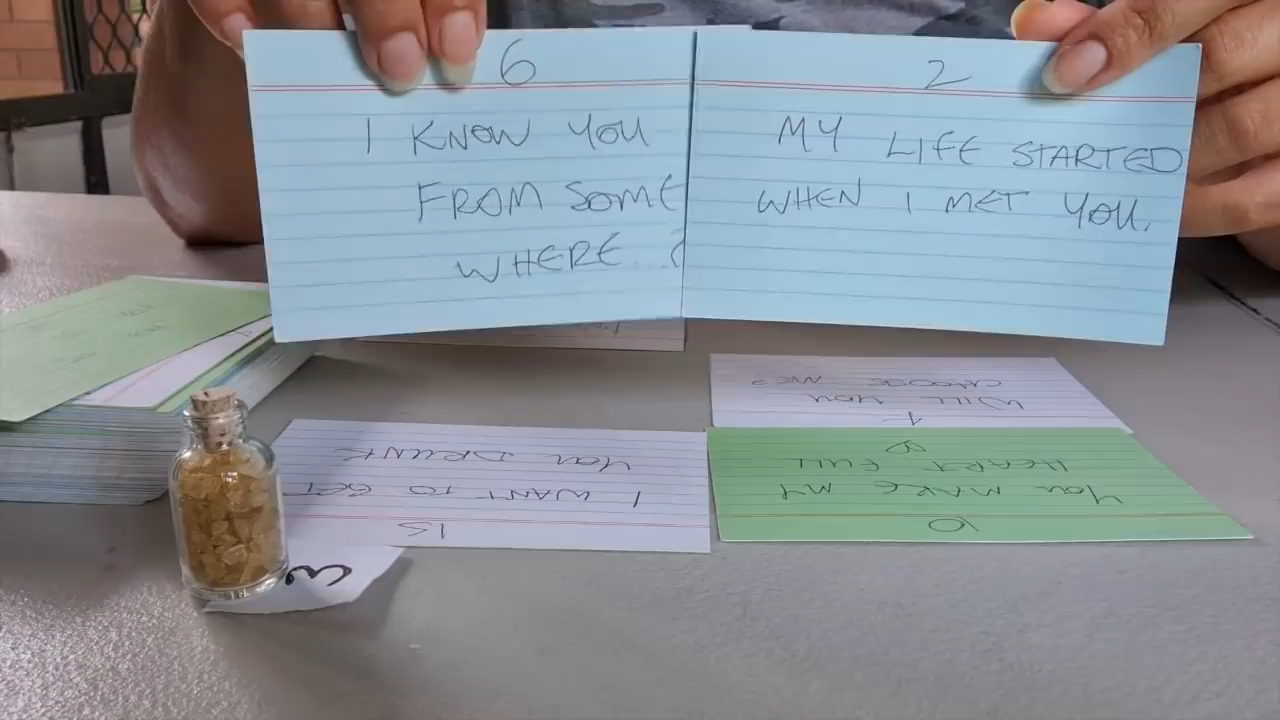 6
I KNOW YOU
FROM SOME
WHERE ..?
2
MY LIFE STARTED
WHEN I MET YOU.
1
WILL YOU
CHOOSE ME?
15
I WANT TO GET
YOU DRUNK
10
YOU MAKE MY
HEART FULL
3